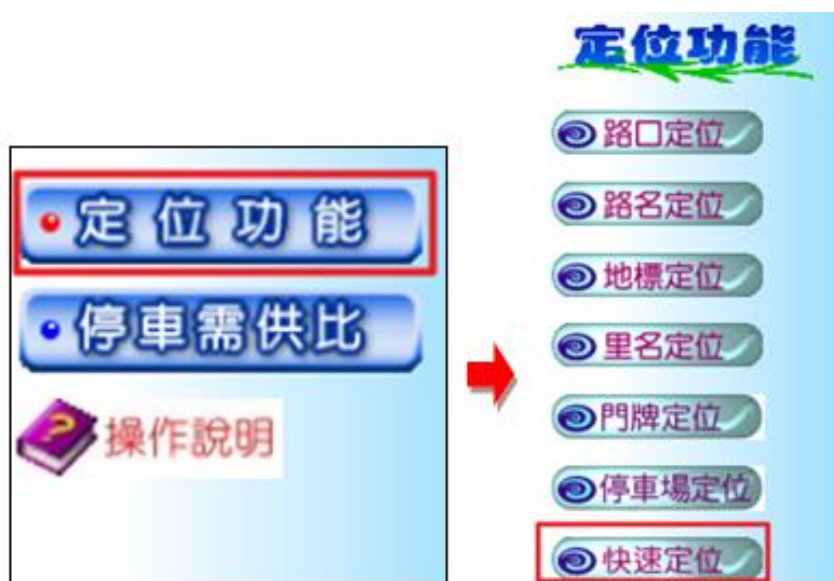 定位功能
停車需供比
操作說明
定位功能
路口定位
路名定位
地標定位
里名定位
門牌定位
停車場定位
快速定位